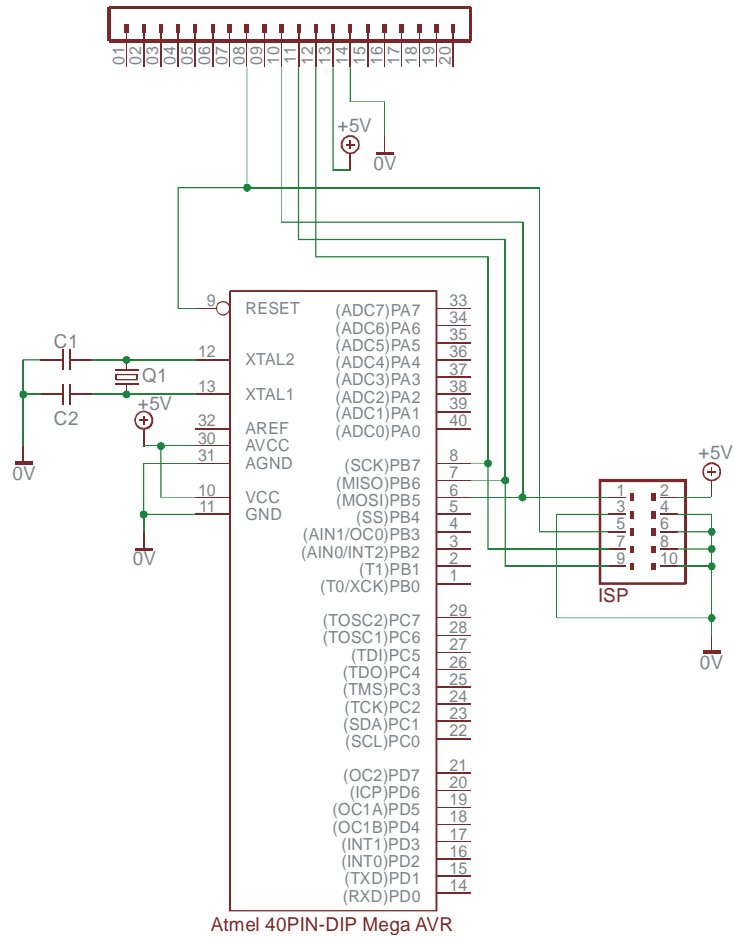 01 02 03 04 05 06 07 08 09 10 11 12 13 14 15 16 17 18 19 20
+5V
0V
9 RESET
(ADC7)PA7 33
(ADC6)PA6 34
(ADC5)PA5 35
(ADC4)PA4 36
(ADC3)PA3 37
(ADC2)PA2 38
(ADC1)PA1 39
(ADC0)PA0 40
C1
12 XTAL2
Q1
13 XTAL1
C2
+5V
32 AREF
30 AVCC
31 AGND
0V
10 VCC
11 GND
0V
(SCK)PB7 8
(MISO)PB6 7
(MOSI)PB5 6
(SS)PB4 5
(AIN1/OC0)PB3 4
(AIN0/INT2)PB2 3
(T1)PB1 2
(T0/XCK)PB0 1
+5V
1 2
3 4
5 6
7 8
9 10
ISP
0V
(TOSC2)PC7 29
(TOSC1)PC6 28
(TDI)PC5 27
(TDO)PC4 26
(TMS)PC3 25
(TCK)PC2 24
(SDA)PC1 23
(SCL)PC0 22
(OC2)PD7 21
(ICP)PD6 20
(OC1A)PD5 19
(OC1B)PD4 18
(INT1)PD3 17
(INT0)PD2 16
(TXD)PD1 15
(RXD)PD0 14
Atmel 40PIN-DIP Mega AVR